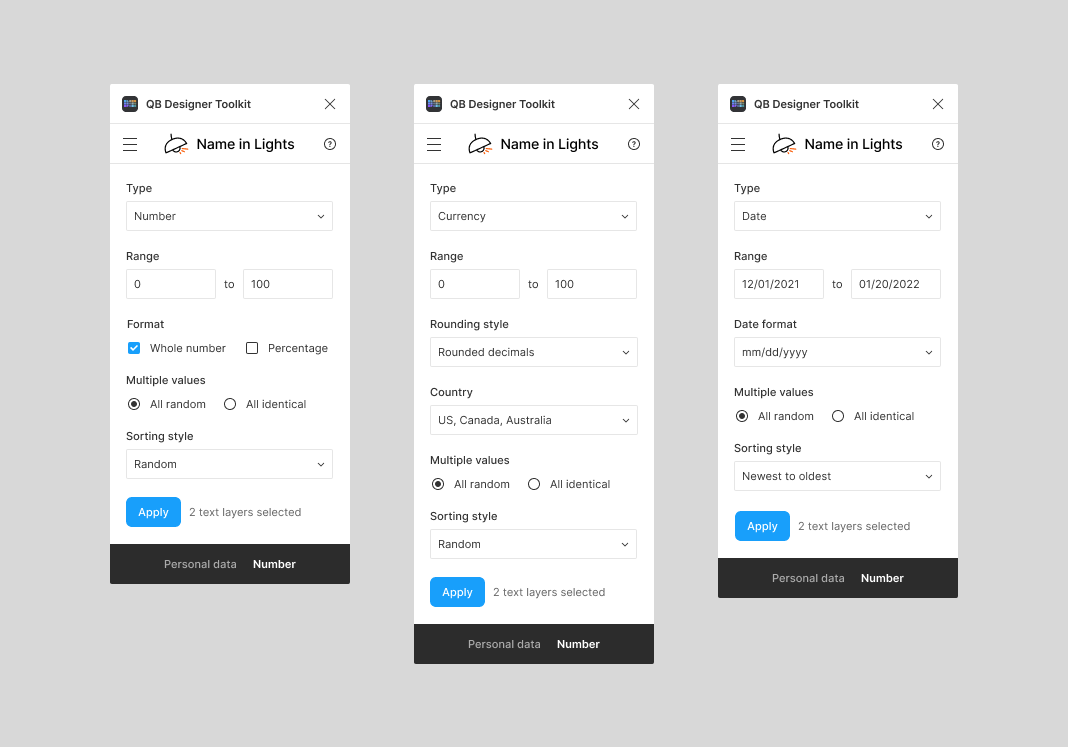 QB Designer Toolkit
Name in Lights
?
Type
Number
Range
0 to 100
Format
Whole number Percentage
Multiple values
All random All identical
Sorting style
Random
Apply 2 text layers selected
Personal data Number
QB Designer Toolkit
Name in Lights
?
Type
Currency
Range
0 to 100
Rounding style
Rounded decimals
Country
US, Canada, Australia
Multiple values
All random All identical
Sorting style
Random
Apply 2 text layers selected
Personal data Number
QB Designer Toolkit
Name in Lights
?
Type
Date
Range
12/01/2021 to 01/20/2022
Date format
mm/dd/yyyy
Multiple values
All random All identical
Sorting style
Newest to oldest
Apply 2 text layers selected
Personal data Number